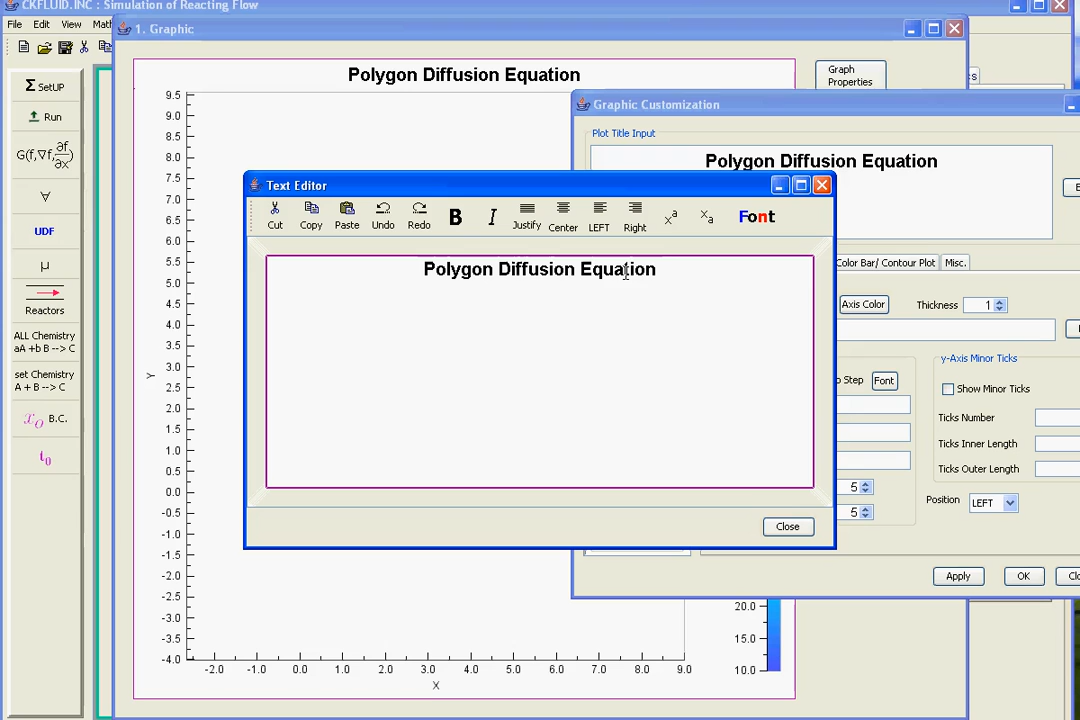 CKFLUID.INC : Simulation of Reacting Flow
File Edit View Math
1. Graphic
SetUP
Run
G(f,∇f,∂f/∂x)
∀
UDF
μ
Reactors
ALL Chemistry
aA +b B --> C
set Chemistry
A + B --> C
xO B.C.
t0
Polygon Diffusion Equation
Graph
Properties
9.5
9.0
8.5
8.0
7.5
7.0
6.5
6.0
5.5
5.0
4.5
4.0
3.5
3.0
2.5
2.0
1.5
1.0
0.5
0.0
-0.5
-1.0
-1.5
-2.0
-2.5
-3.0
-3.5
-4.0
Y
-2.0 -1.0 0.0 1.0 2.0 3.0 4.0 5.0 6.0 7.0 8.0 9.0
X
20.0
15.0
10.0
Graphic Customization
Plot Title Input
Polygon Diffusion Equation
Text Editor
Cut Copy Paste Undo Redo B I Justify Center LEFT Right x^a x_a Font
Polygon Diffusion Equation
Close
Color Bar/ Contour Plot Misc.
Axis Color Thickness 1
y-Axis Minor Ticks
Step Font
Show Minor Ticks
Ticks Number
Ticks Inner Length
Ticks Outer Length
5
Position LEFT
5
Apply OK